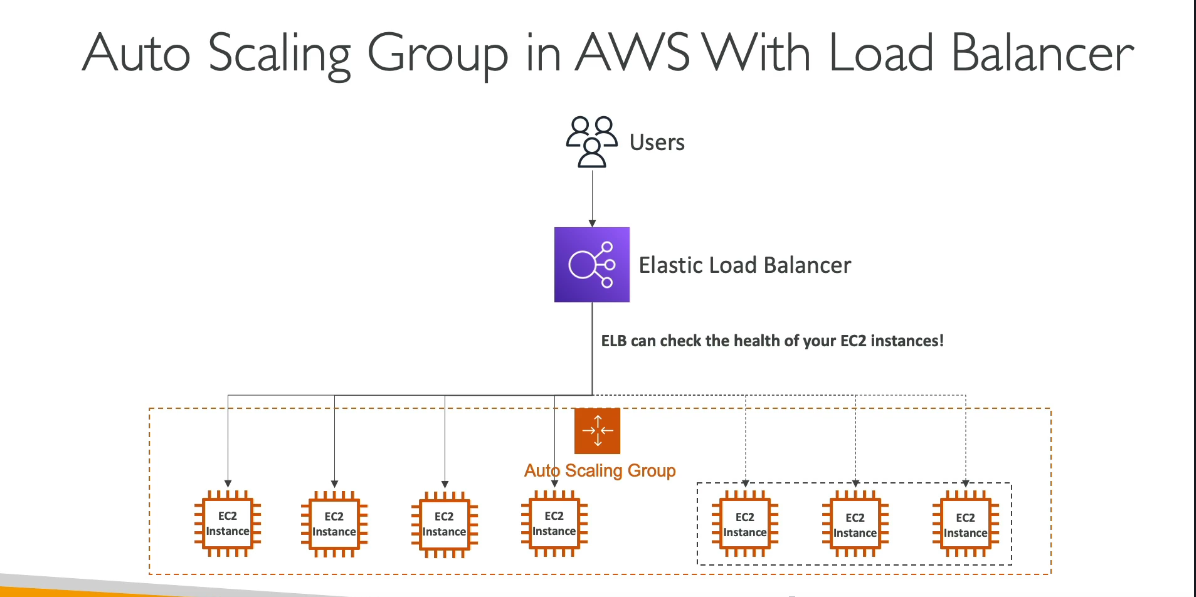 Auto Scaling Group in AWS With Load Balancer
Users
Elastic Load Balancer
ELB can check the health of your EC2 instances!
Auto Scaling Group
EC2
Instance
EC2
Instance
EC2
Instance
EC2
Instance
EC2
Instance
EC2
Instance
EC2
Instance